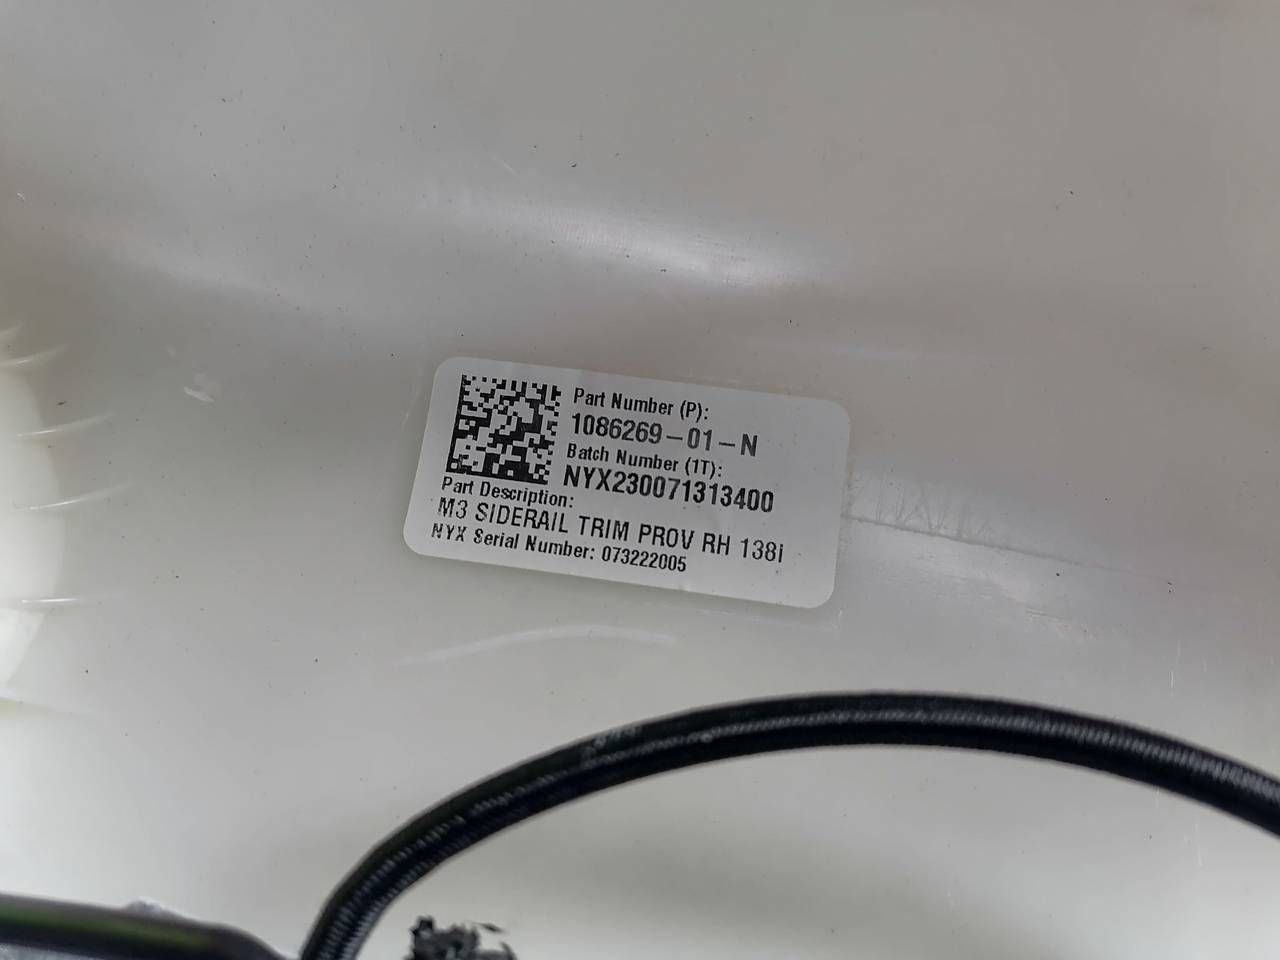 Part Number (P):
1086269-01-N
Batch Number (1T):
NYX230071313400
Part Description:
M3 SIDERAIL TRIM PROV RH 138i
NYX Serial Number: 073222005